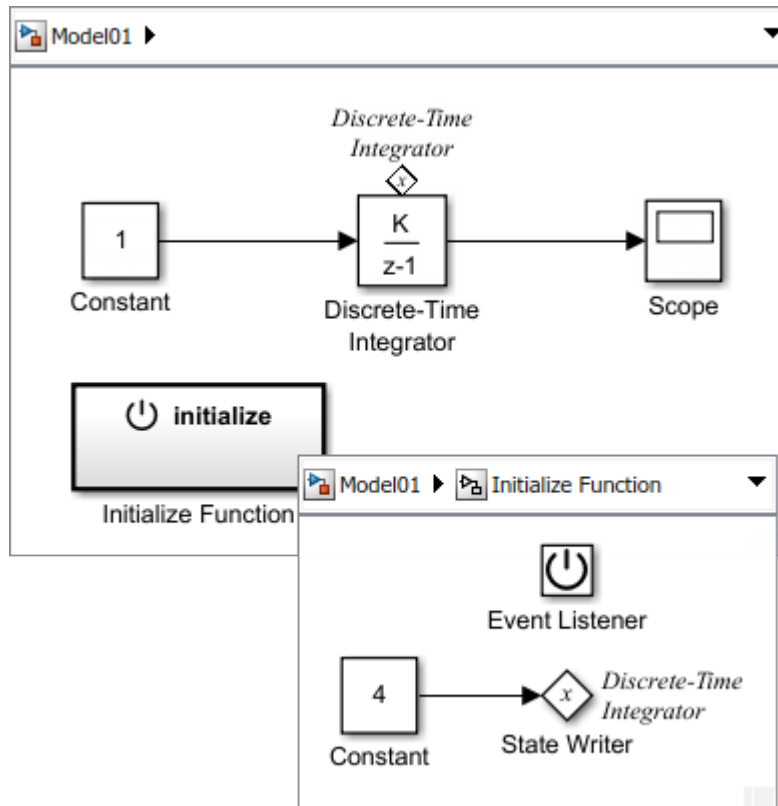 Model01
Discrete-Time
Integrator
x
1
K
z-1
Constant
Discrete-Time
Integrator
Scope
initialize
Initialize Function
Model01 Initialize Function
Event Listener
4
x
Discrete-Time
Integrator
Constant
State Writer